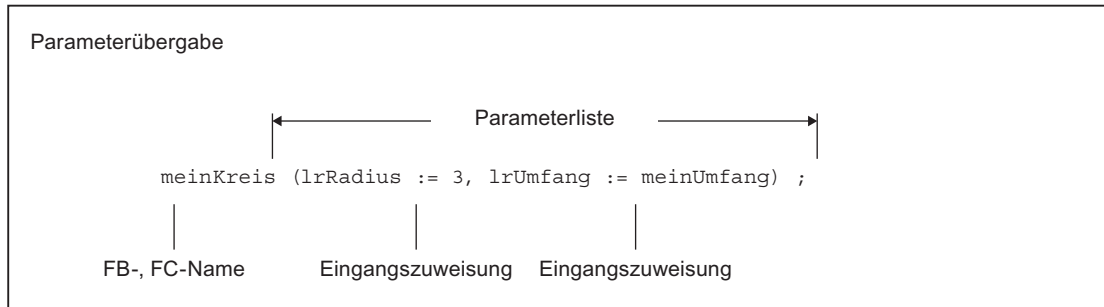 Parameterübergabe
Parameterliste
meinKreis (lrRadius := 3, lrUmfang := meinUmfang) ;
FB-, FC-Name Eingangszuweisung Eingangszuweisung